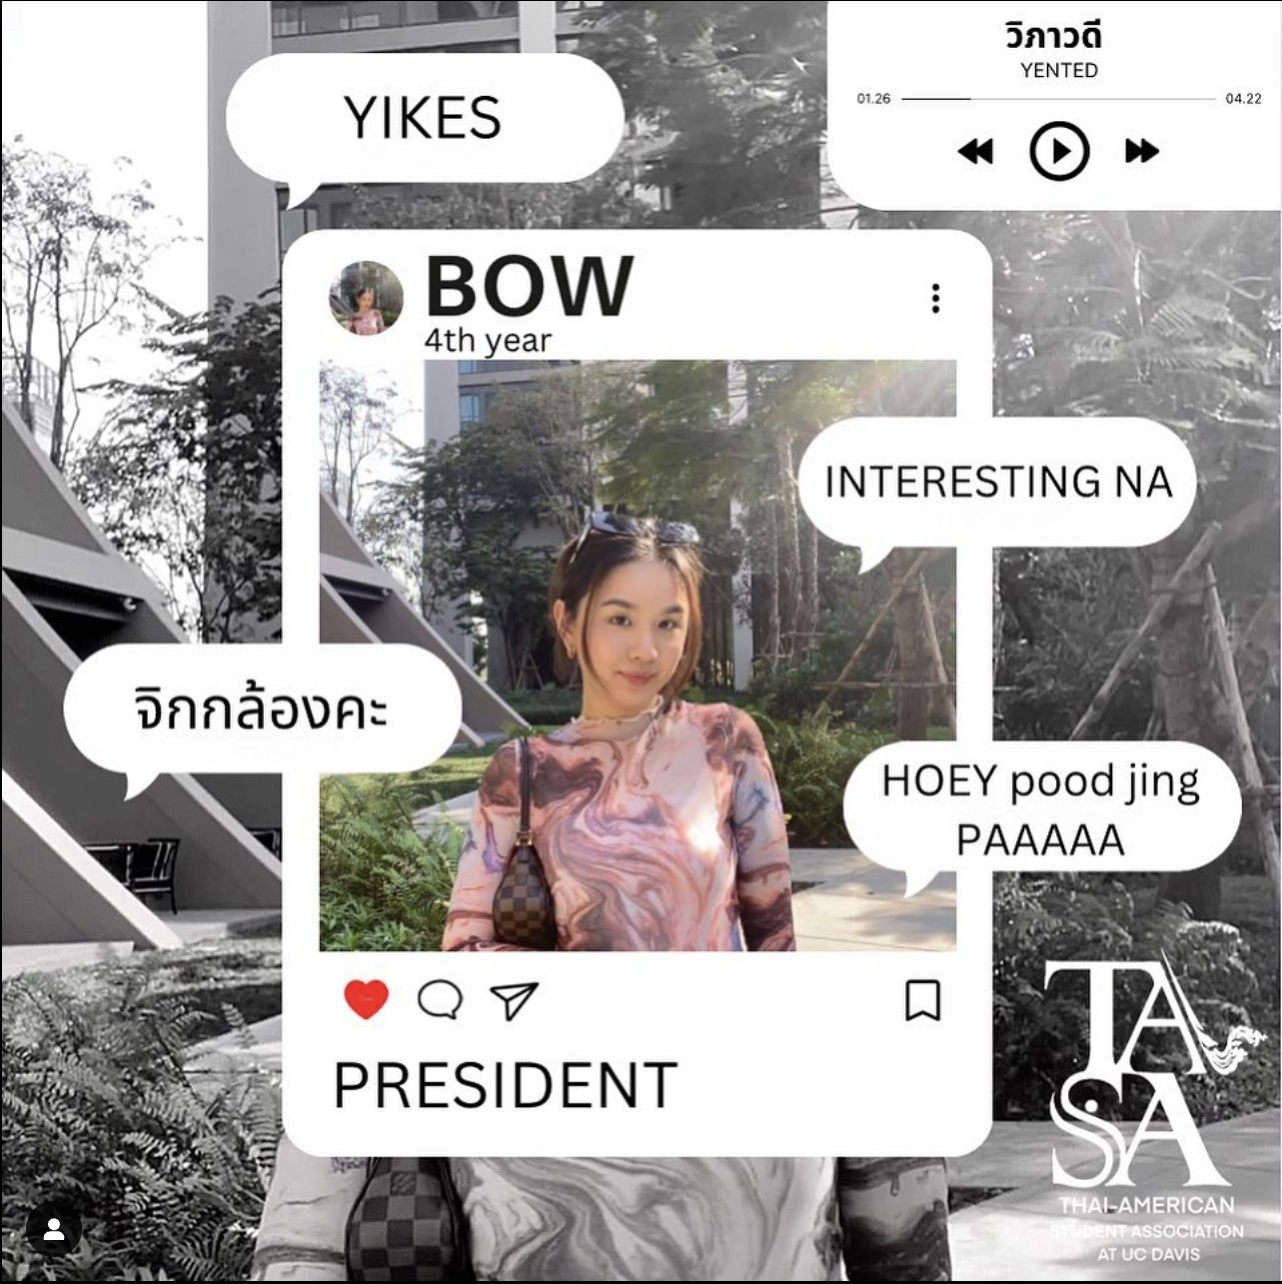 วิภาวดี
YENTED
01.26
04.22
YIKES
BOW
4th year
INTERESTING NA
จิกกล้องคะ
HOEY pood jing
PAAAAA
PRESIDENT
TA
SA
THAI-AMERICAN
STUDENT ASSOCIATION
AT UC DAVIS